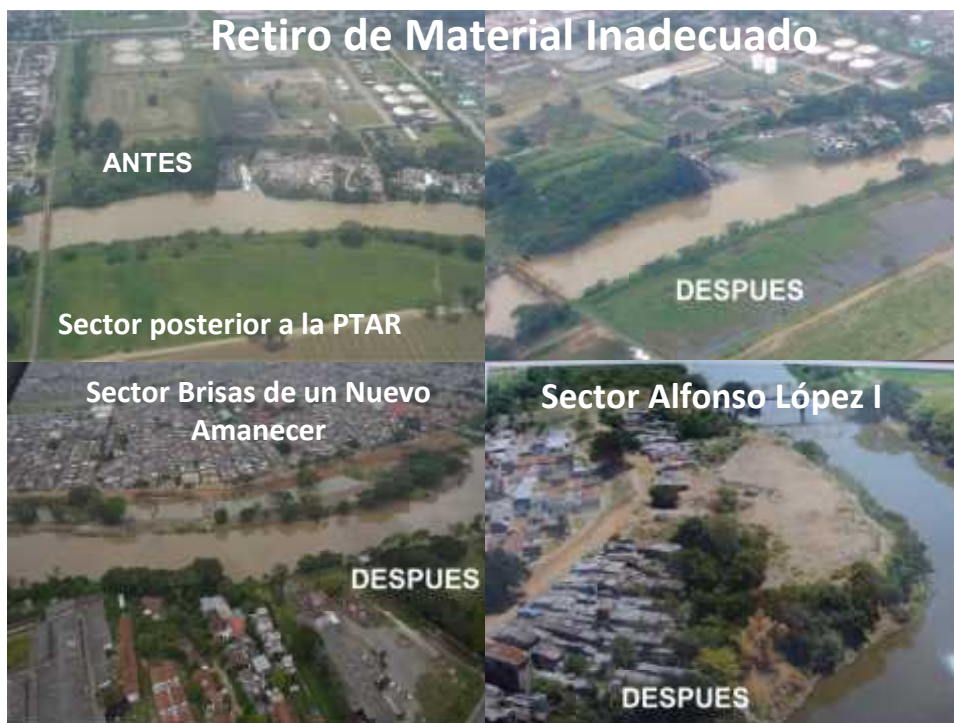 Retiro de Material Inadecuado
ANTES
DESPUES
Sector posterior a la PTAR
Sector Brisas de un Nuevo
Amanecer
Sector Alfonso López I
DESPUES
DESPUES